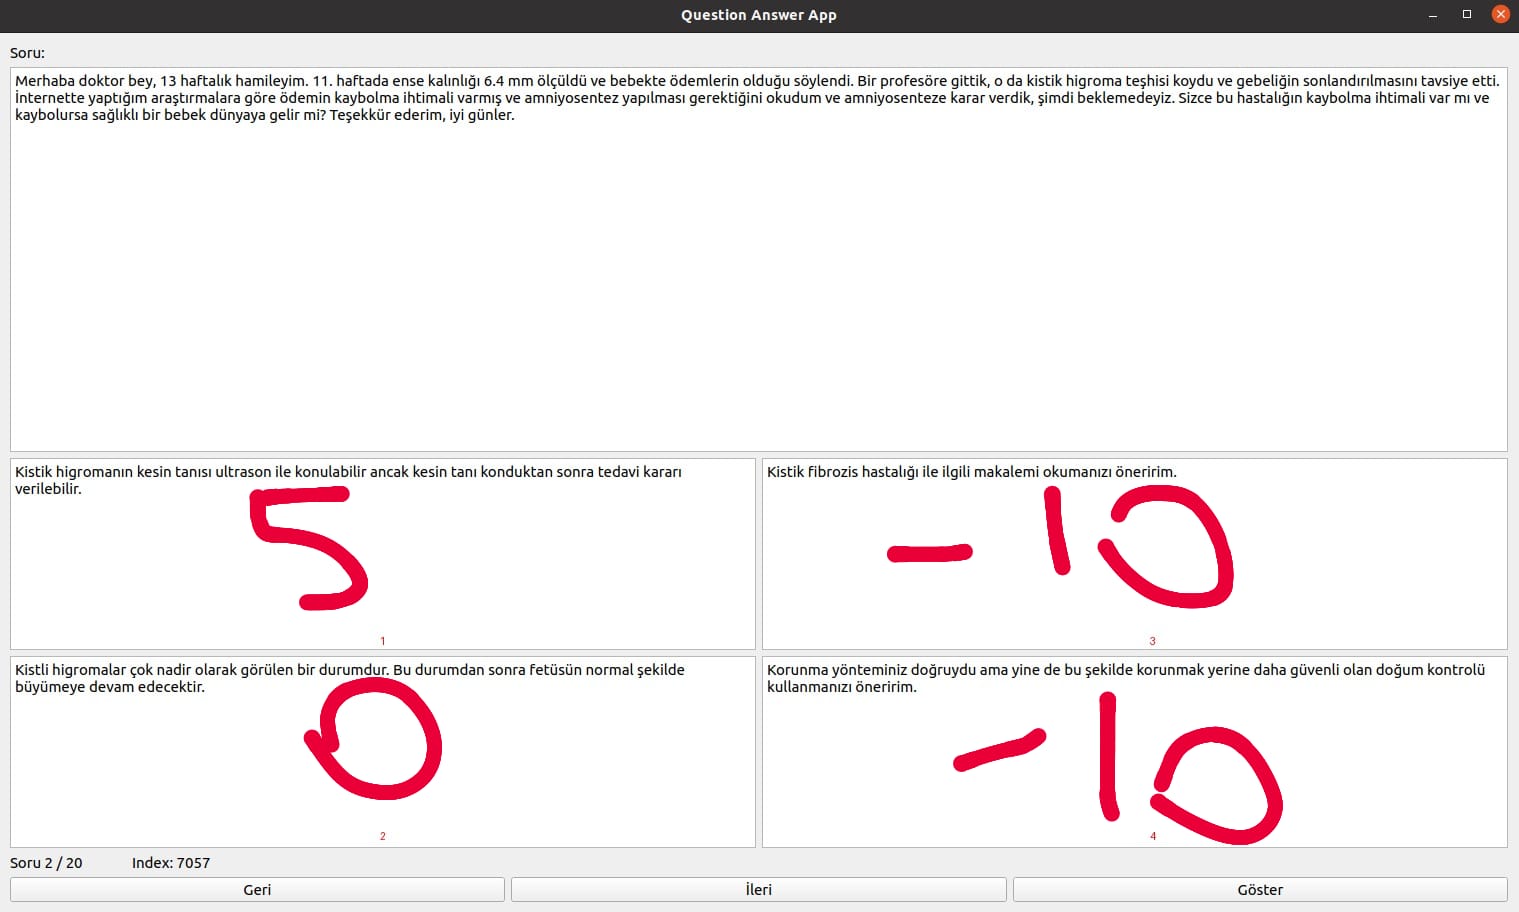 Question Answer App
Soru:
Merhaba doktor bey, 13 haftalık hamileyim. 11. haftada ense kalınlığı 6.4 mm ölçüldü ve bebekte ödemlerin olduğu söylendi. Bir profesöre gittik, o da kistik higroma teşhisi koydu ve gebeliğin sonlandırılmasını tavsiye etti.
İnternette yaptığım araştırmalara göre ödemin kaybolma ihtimali varmış ve amniyosentez yapılması gerektiğini okudum ve amniyosenteze karar verdik, şimdi beklemedeyiz. Sizce bu hastalığın kaybolma ihtimali var mı ve
kaybolursa sağlıklı bir bebek dünyaya gelir mi? Teşekkür ederim, iyi günler.
Kistik higromanın kesin tanısı ultrason ile konulabilir ancak kesin tanı konduktan sonra tedavi kararı
verilebilir.
5
1
Kistik fibrozis hastalığı ile ilgili makalemi okumanızı öneririm.
-10
3
Kistli higromalar çok nadir olarak görülen bir durumdur. Bu durumdan sonra fetüsün normal şekilde
büyümeye devam edecektir.
0
2
Korunma yönteminiz doğruydu ama yine de bu şekilde korunmak yerine daha güvenli olan doğum kontrolü
kullanmanızı öneririm.
-10
4
Soru 2 / 20 Index: 7057
Geri İleri Göster